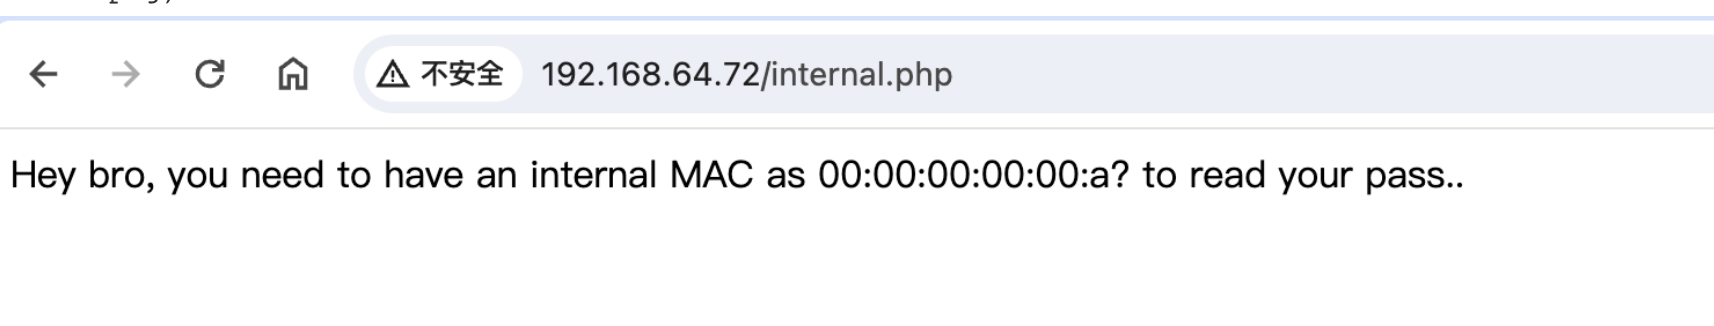 不安全 192.168.64.72/internal.php
Hey bro, you need to have an internal MAC as 00:00:00:00:00:a? to read your pass..